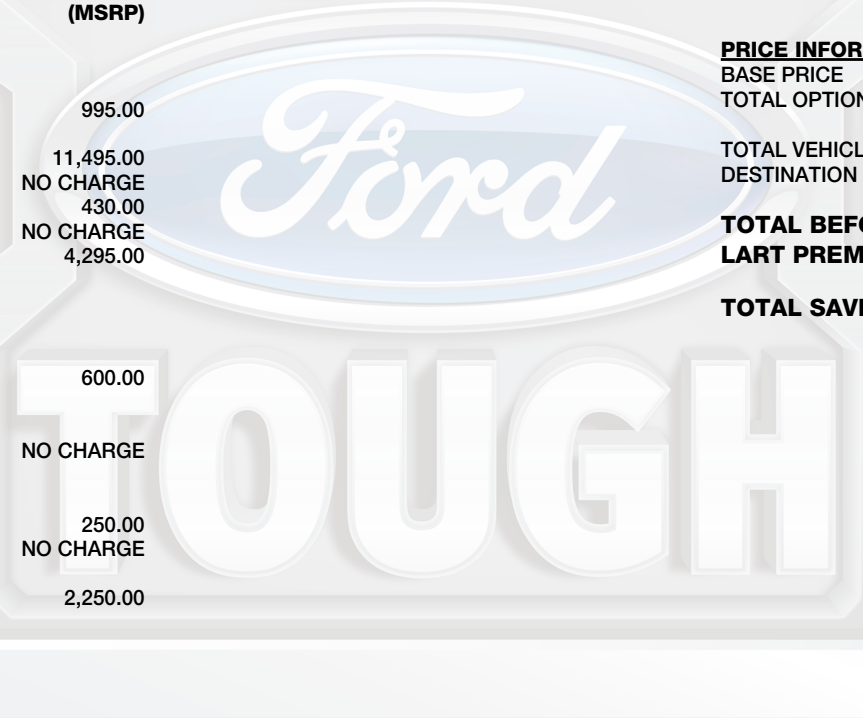 (MSRP)
995.00
11,495.00
NO CHARGE
430.00
NO CHARGE
4,295.00
600.00
NO CHARGE
250.00
NO CHARGE
2,250.00
PRICE INFOR
BASE PRICE
TOTAL OPTION
TOTAL VEHICL
DESTINATION
TOTAL BEFO
LART PREM
TOTAL SAVI
Ford
TOUGH